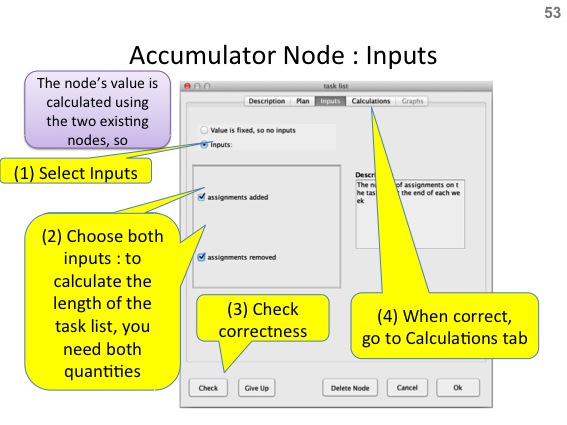 53
Accumulator Node : Inputs
The node's value is
calculated using
the two existing
nodes, so
(1) Select Inputs
(2) Choose both
inputs : to
calculate the
length of the
task list, you
need both
quantities
task list
Description Plan Inputs Calculations Graphs
Value is fixed, so no inputs
Inputs:
assignments added
assignments removed
Descri
The nu of assignments on t
he tas t the end of each we
ek
(3) Check
correctness
(4) When correct,
go to Calculations tab
Check Give Up Delete Node Cancel Ok